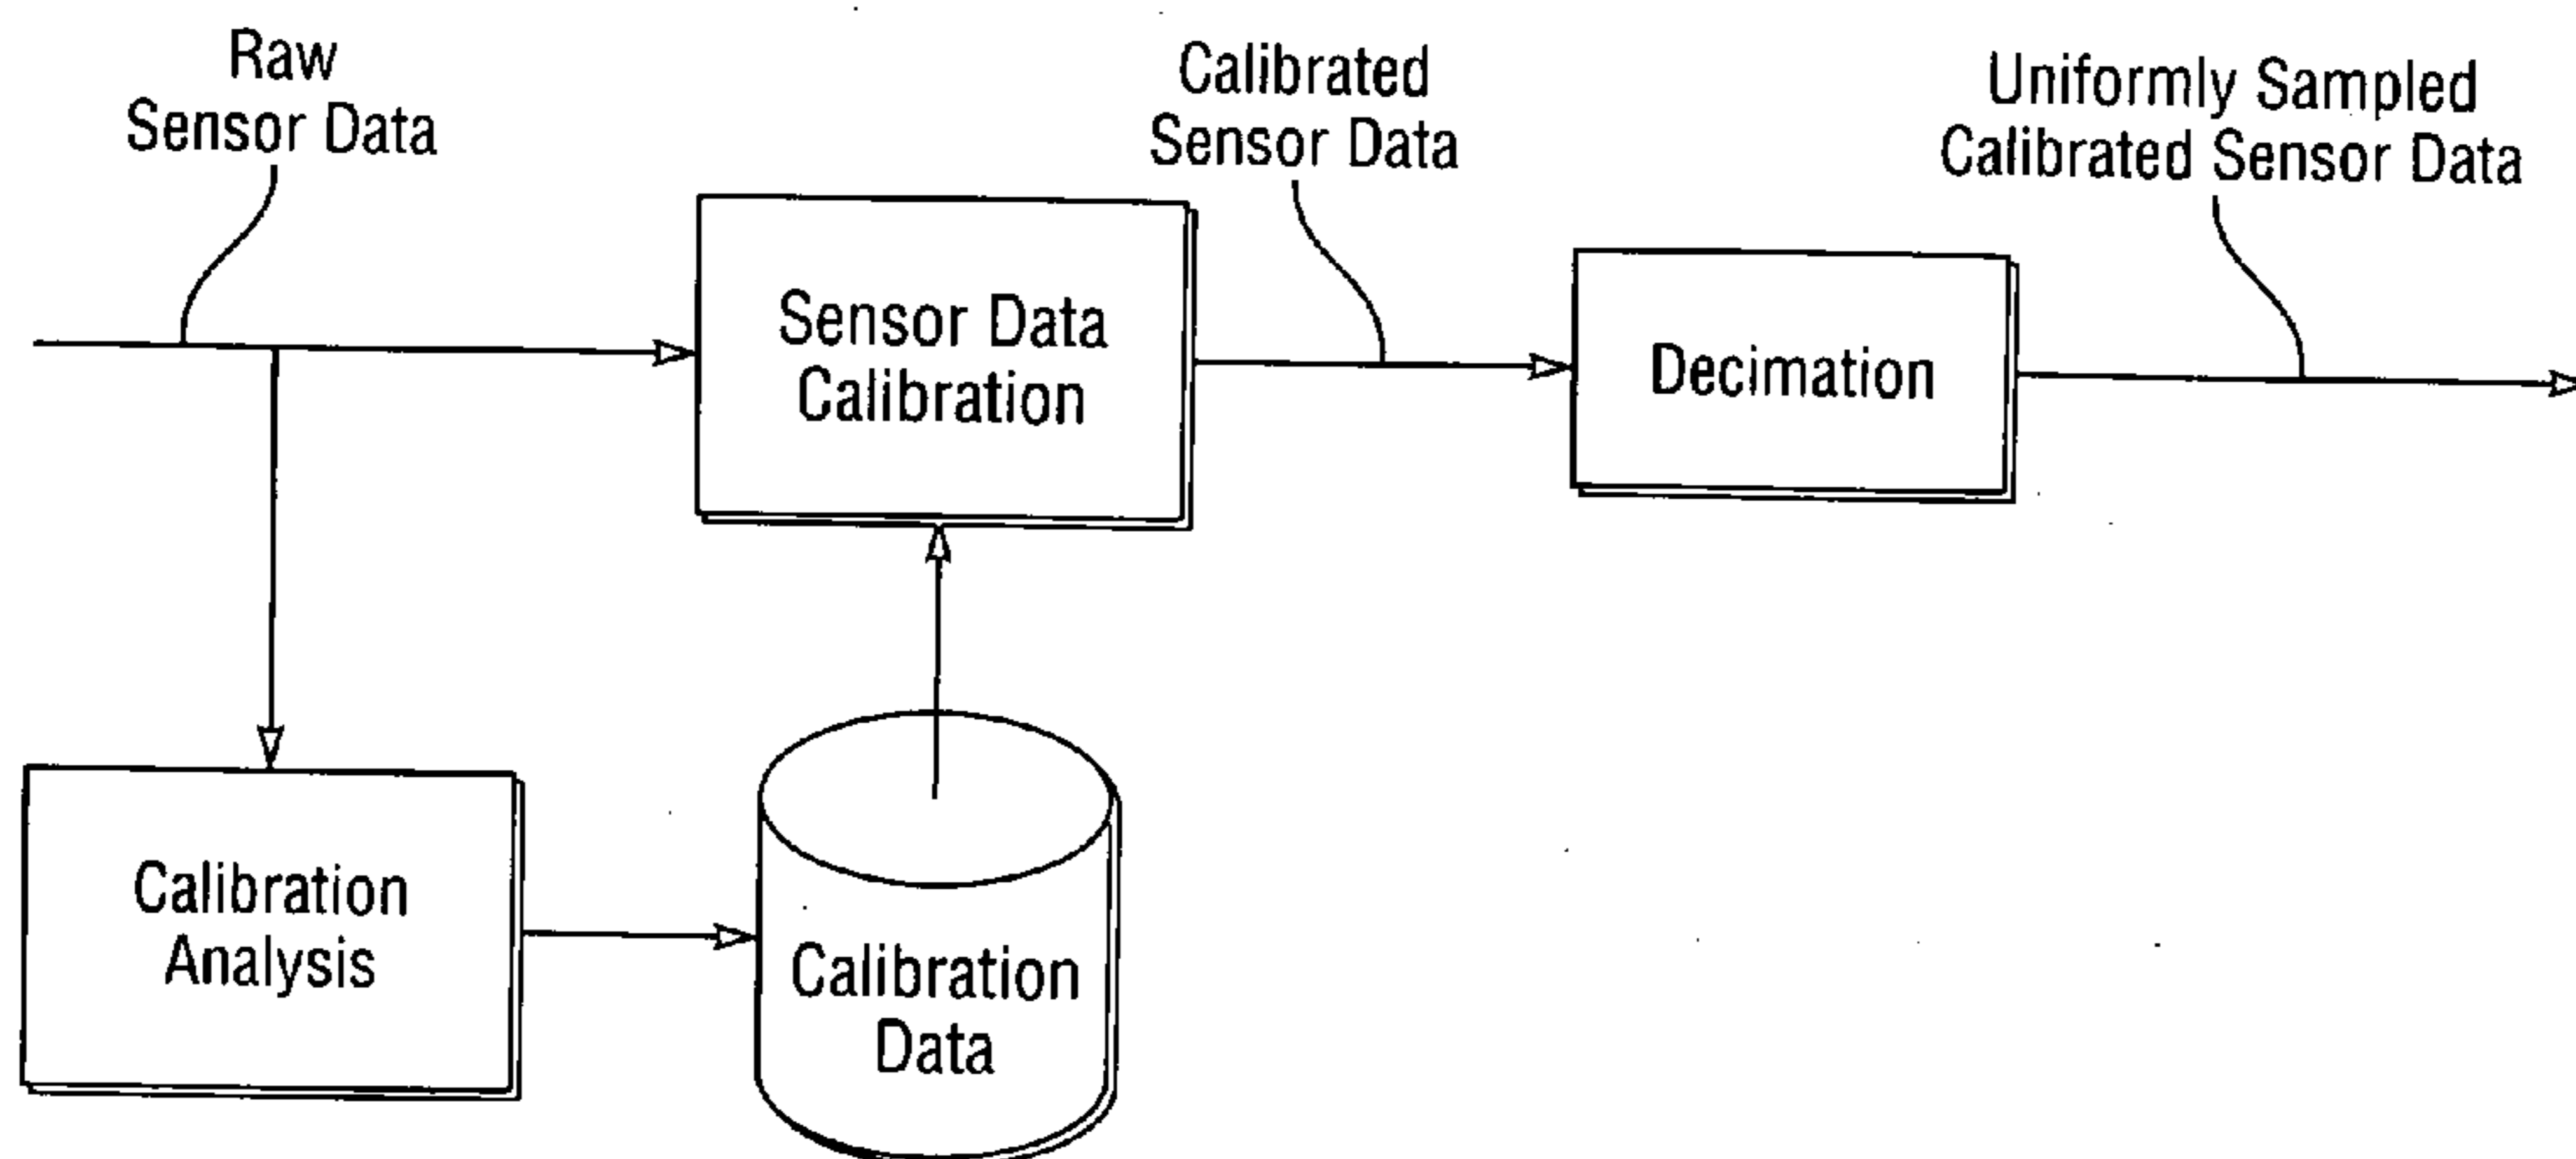 Raw
Sensor Data
Calibrated
Sensor Data
Uniformly Sampled
Calibrated Sensor Data
Sensor Data
Calibration
Decimation
Calibration
Analysis
Calibration
Data